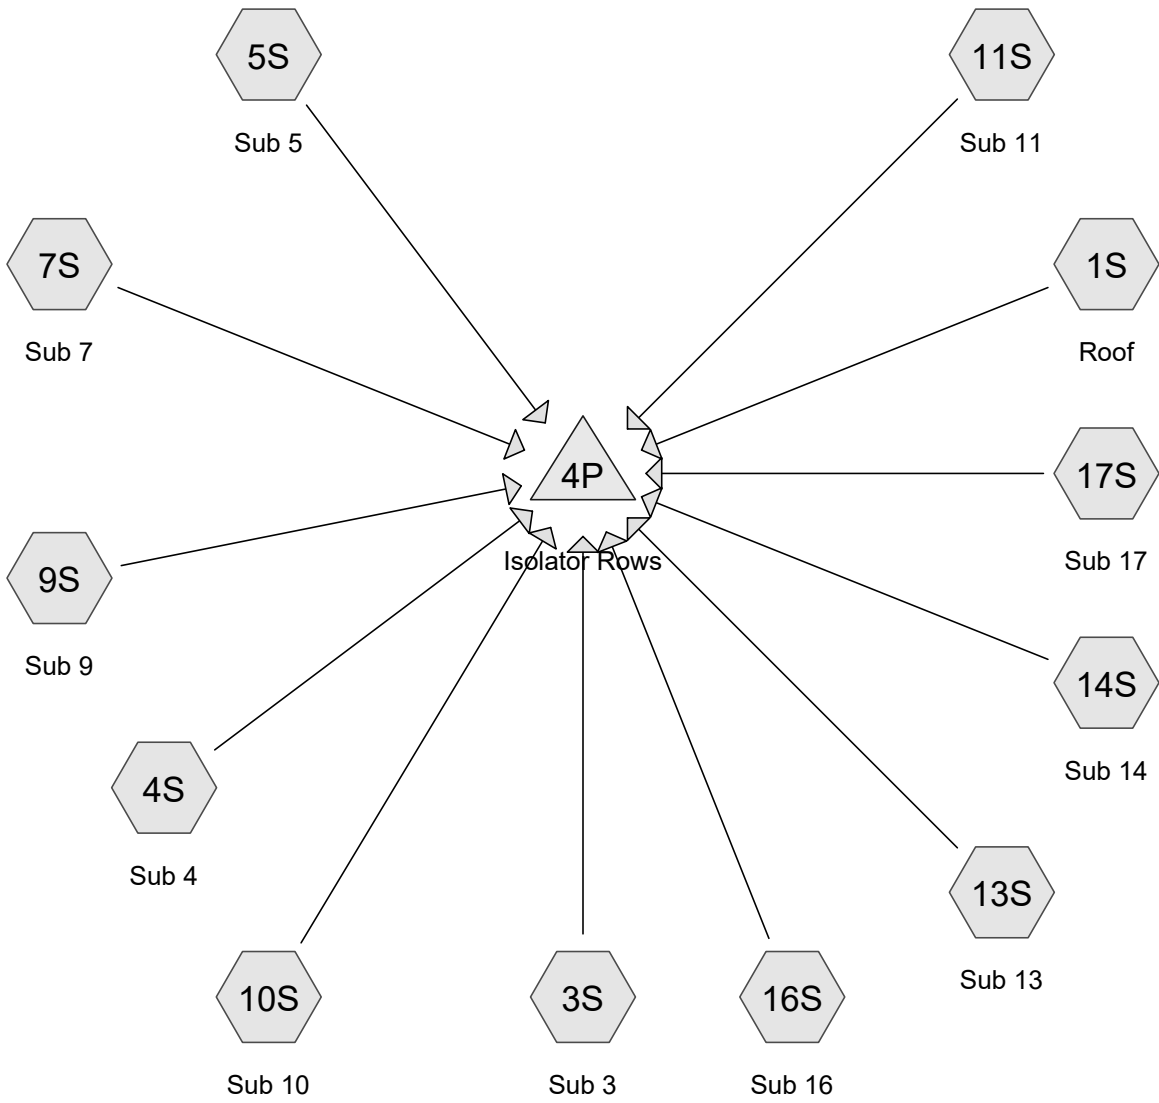 5S
Sub 5
11S
Sub 11
7S
Sub 7
1S
Roof
4P
Isolator Rows
17S
Sub 17
9S
Sub 9
14S
Sub 14
4S
Sub 4
13S
Sub 13
10S
Sub 10
3S
Sub 3
16S
Sub 16